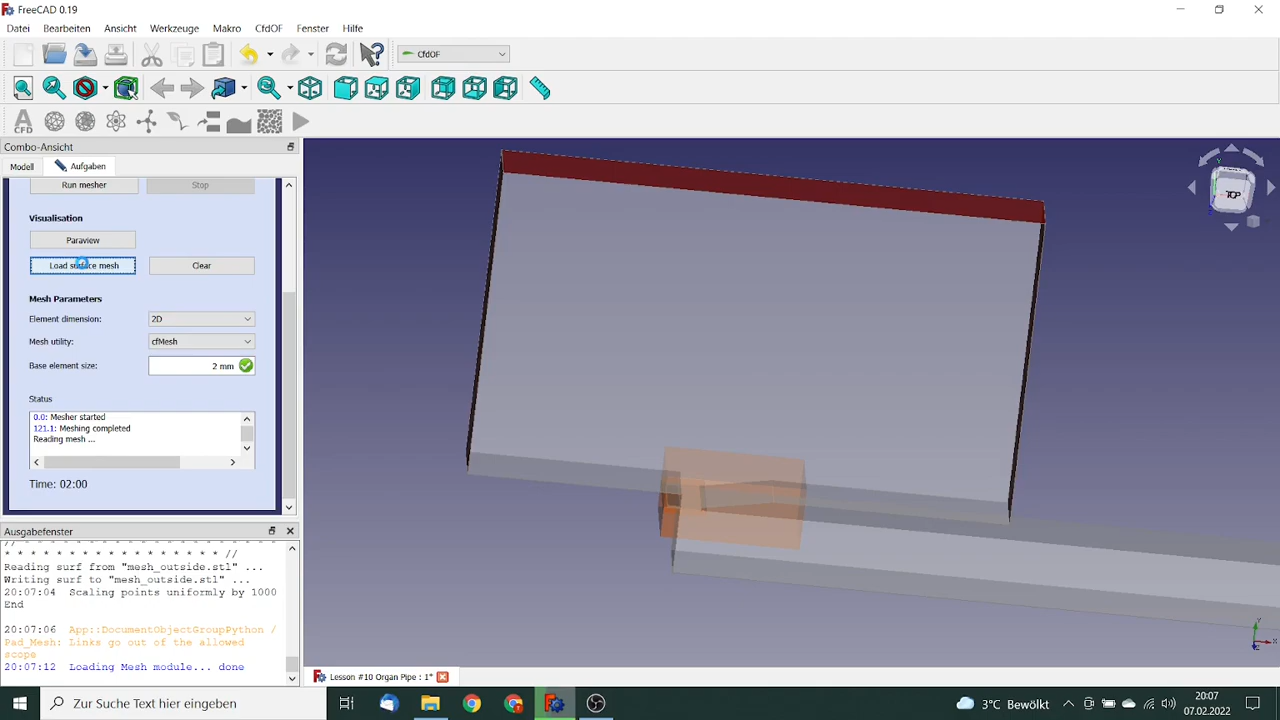 FreeCAD 0.19
Datei Bearbeiten Ansicht Werkzeuge Makro CfdOF Fenster Hilfe
CfdOF
A
CFD
Combo-Ansicht
Modell Aufgaben
Run mesher Stop
Visualisation
Paraview
Load surface mesh Clear
Mesh Parameters
Element dimension: 2D
Mesh utility: cfMesh
Base element size: 2 mm
Status
0.0: Mesher started
121.1: Meshing completed
Reading mesh ...
Time: 02:00
Ausgabefenster
* * * * * * * * * * * * * * * * * * * * *
* * * * * * * * * * * * * * * * //
Reading surf from "mesh_outside.stl" ...
Writing surf to "mesh_outside.stl" ...
20:07:04 Scaling points uniformly by 1000
End
20:07:06 App::DocumentObjectGroupPython /
Pad_Mesh: Links go out of the allowed
scope
20:07:12 Loading Mesh module... done
TOP
Y
X
Lesson #10 Organ Pipe : 1*
Zur Suche Text hier eingeben
3°C Bewölkt
20:07
07.02.2022